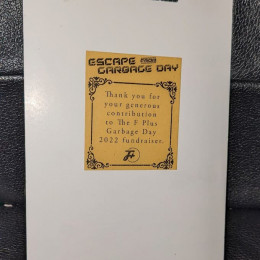 ESCAPE FROM
GARBAGE DAY
Thank you for
your generous
contribution
to The F Plus
Garbage Day
2022 fundraiser.
F+